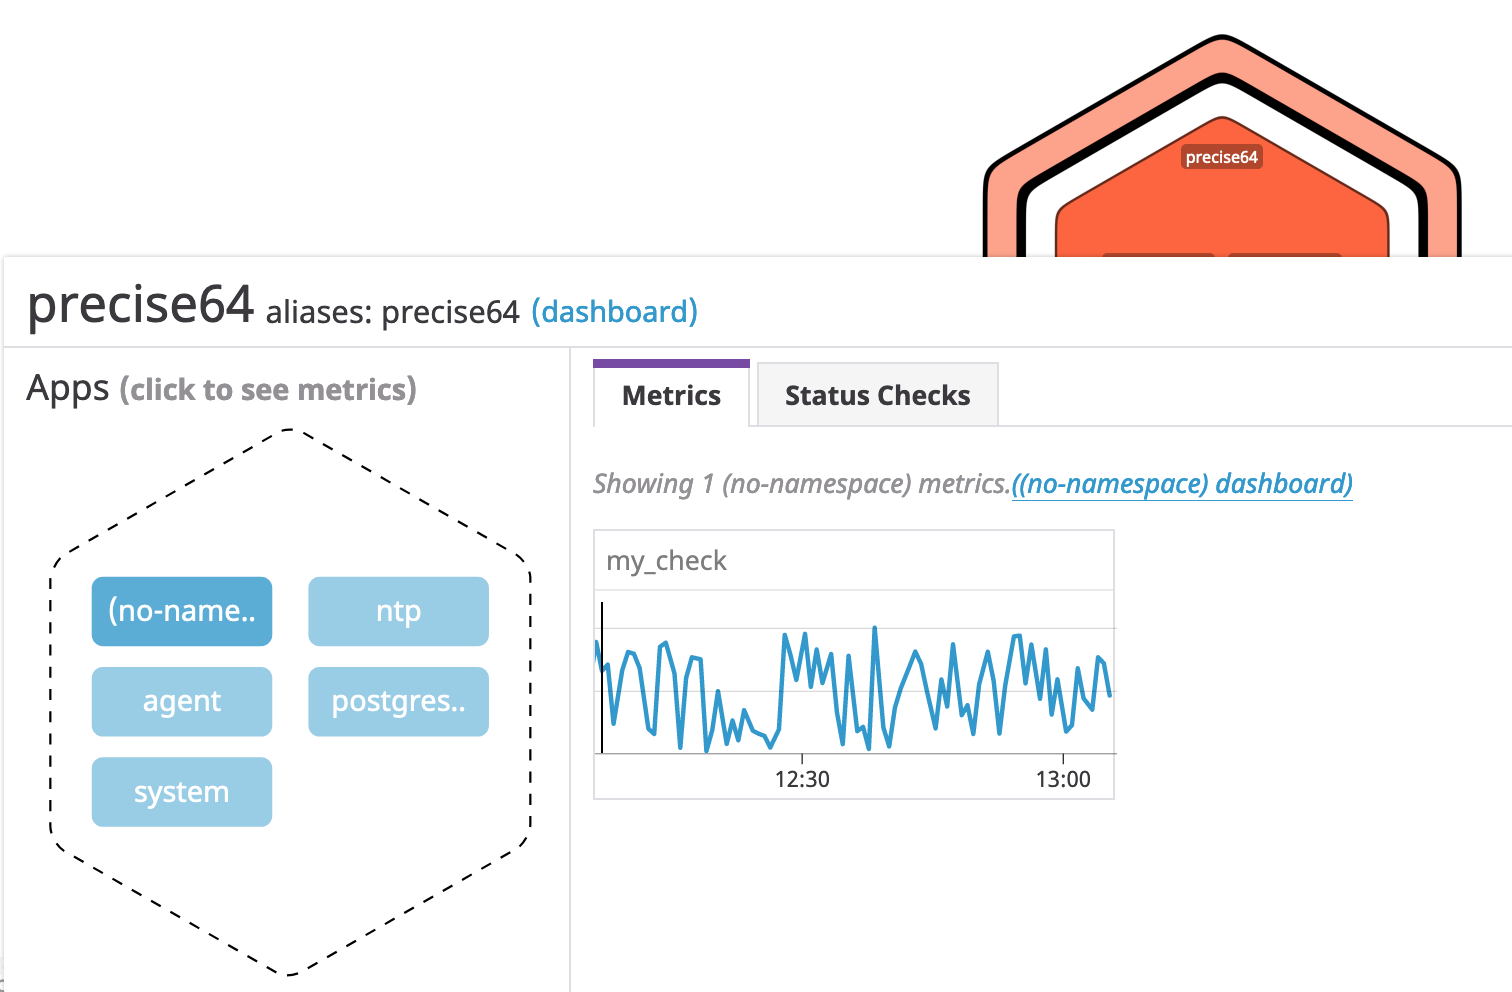 precise64
precise64 aliases: precise64 (dashboard)
Apps (click to see metrics)
Metrics
Status Checks
Showing 1 (no-namespace) metrics.((no-namespace) dashboard)
(no-name..
ntp
agent
postgres..
system
my_check
12:30
13:00